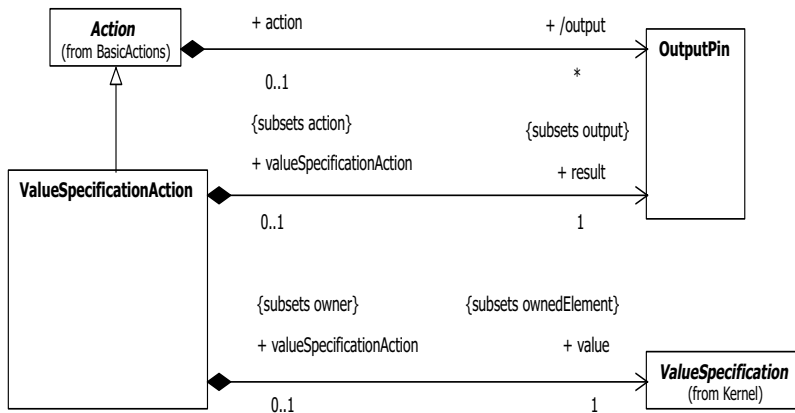 Action
(from BasicActions)
+ action
+ /output
OutputPin
0..1
*
{subsets action}
{subsets output}
ValueSpecificationAction
+ valueSpecificationAction
+ result
0..1
1
{subsets owner}
{subsets ownedElement}
+ valueSpecificationAction
+ value
ValueSpecification
(from Kernel)
0..1
1